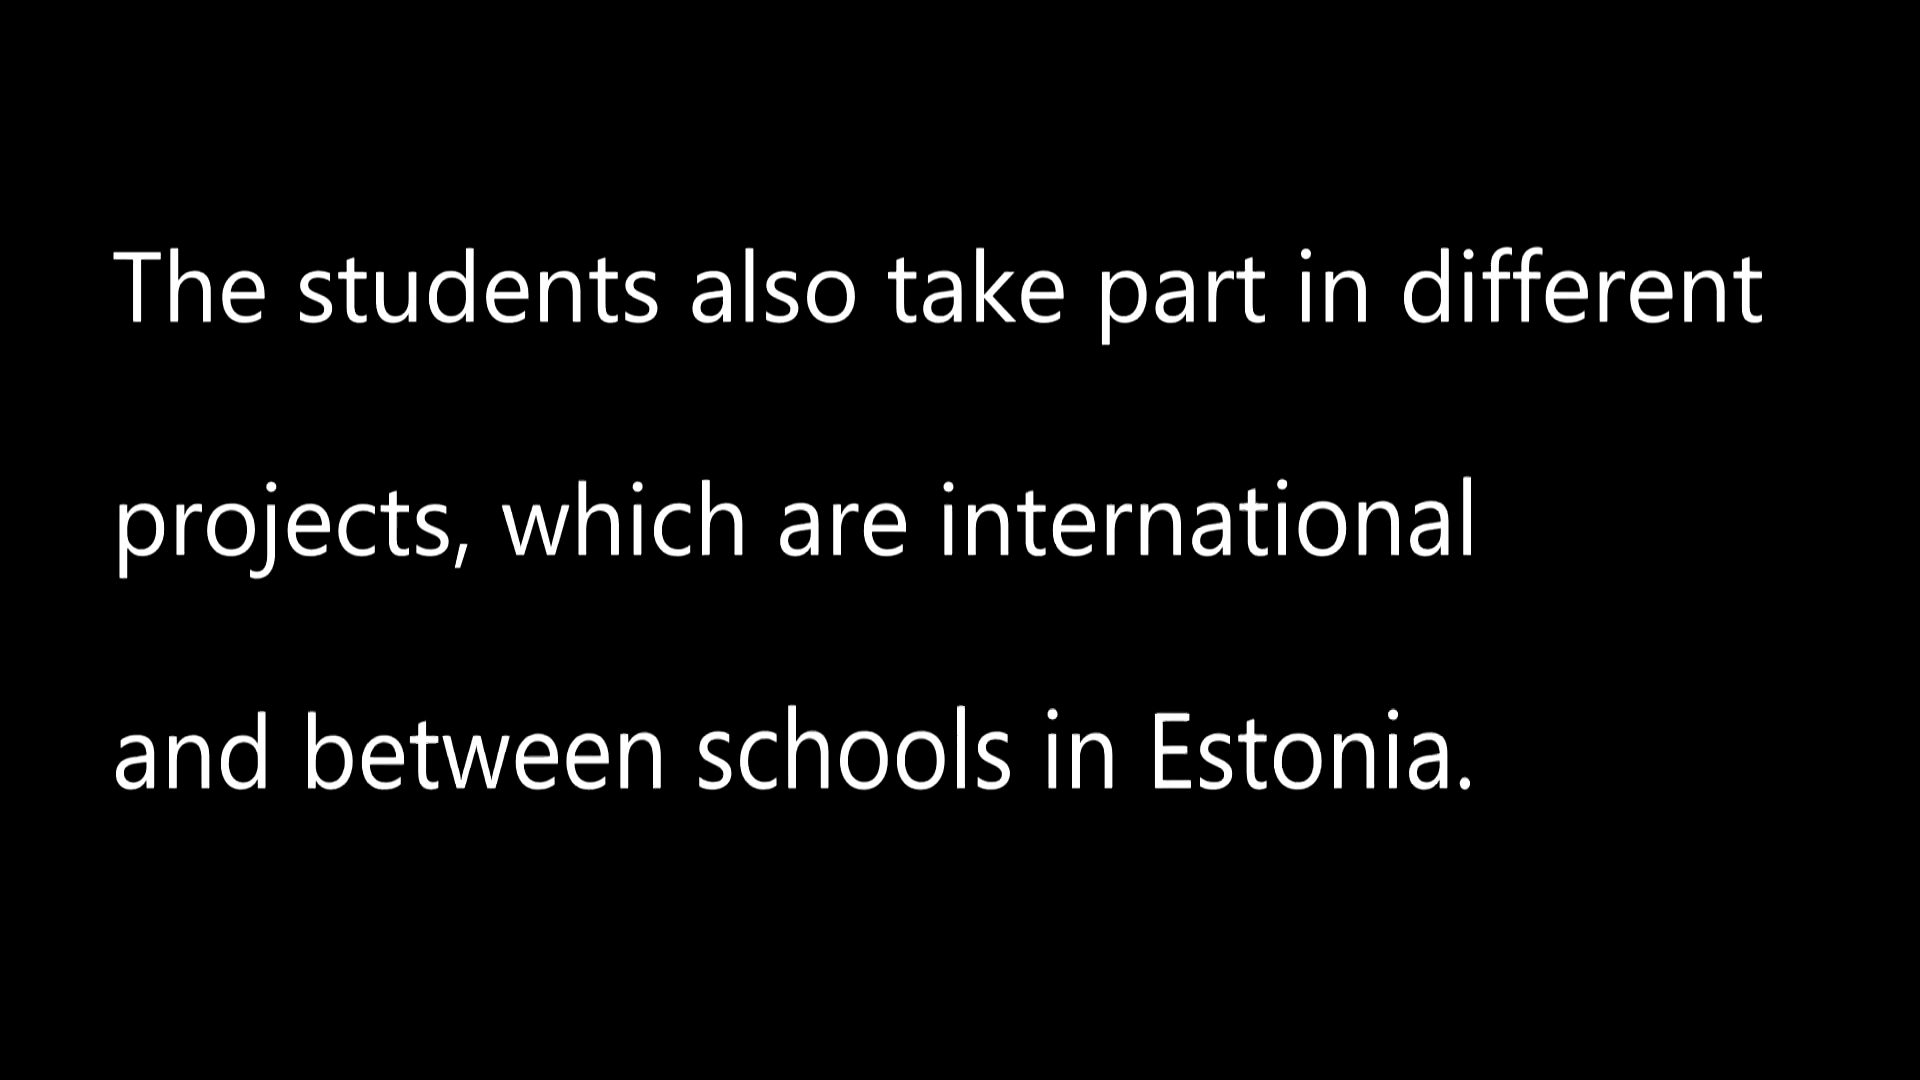 The students also take part in different
projects, which are international
and between schools in Estonia.